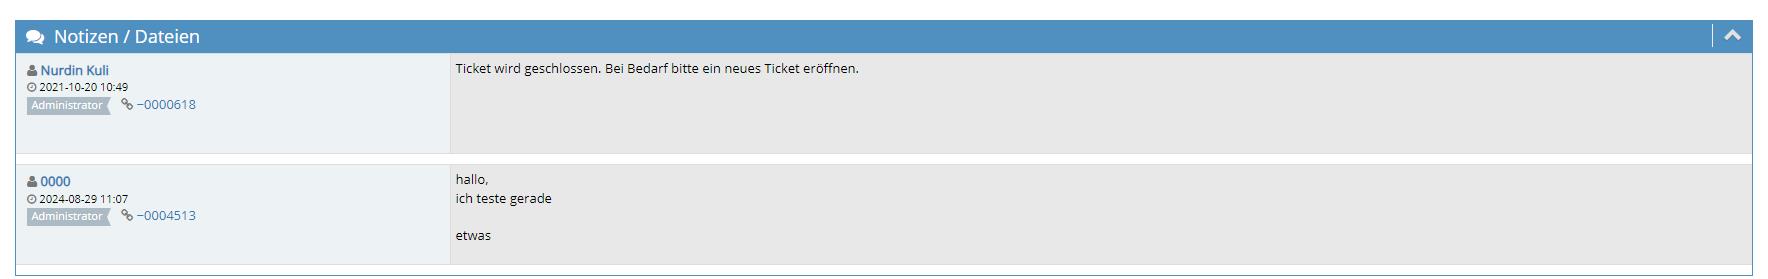 Notizen / Dateien
Nurdin Kuli
2021-10-20 10:49
Administrator ~0000618
Ticket wird geschlossen. Bei Bedarf bitte ein neues Ticket eröffnen.
0000
2024-08-29 11:07
Administrator ~0004513
hallo,
ich teste gerade
etwas